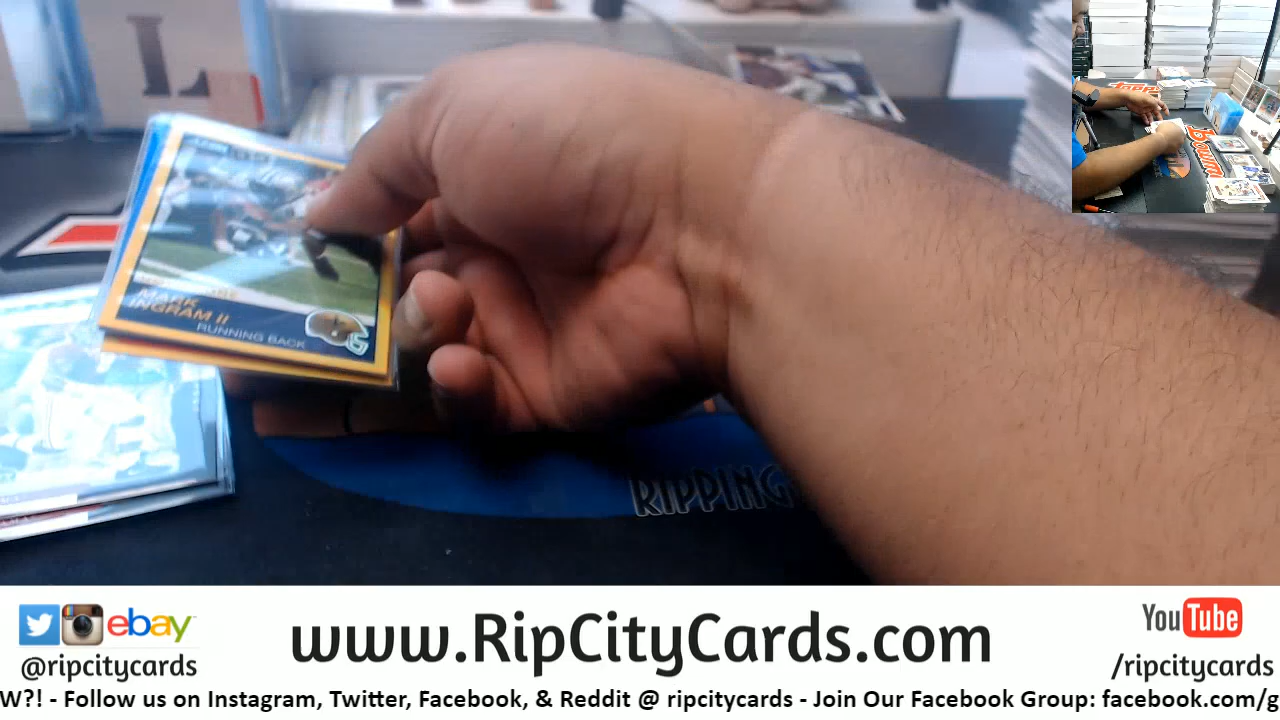 MARK
INGRAM II
RUNNING BACK
RIPPING
ebay
@ripcitycards
www.RipCityCards.com
YouTube
/ripcitycards
W?! - Follow us on Instagram, Twitter, Facebook, & Reddit @ ripcitycards - Join Our Facebook Group: facebook.com/g